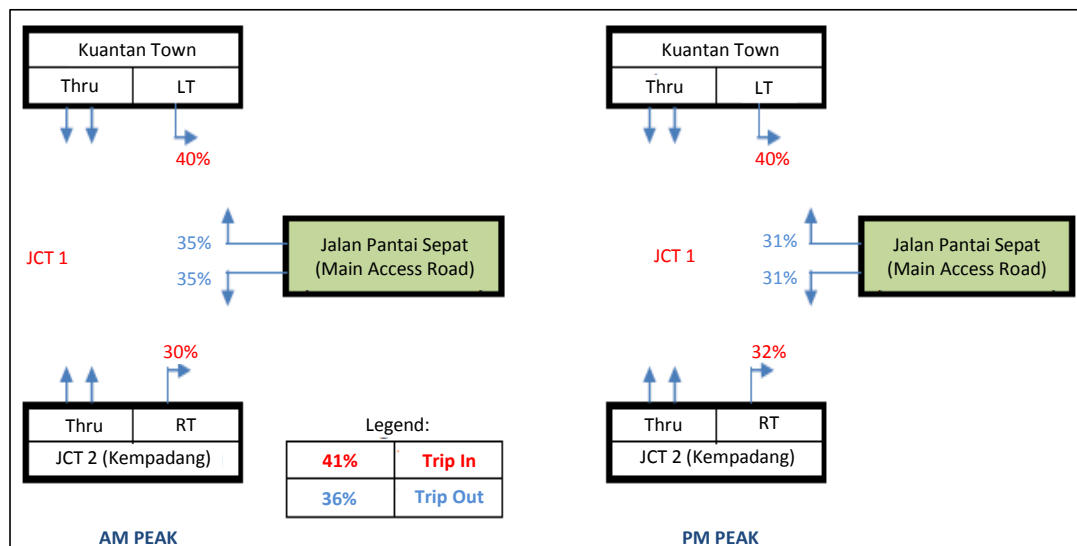 Kuantan Town
Thru LT
40%
35%
JCT 1
35%
Jalan Pantai Sepat
(Main Access Road)
30%
Thru RT
JCT 2 (Kempadang)
AM PEAK
Legend:
41% Trip In
36% Trip Out
Kuantan Town
Thru LT
40%
31%
JCT 1
31%
Jalan Pantai Sepat
(Main Access Road)
32%
Thru RT
JCT 2 (Kempadang)
PM PEAK